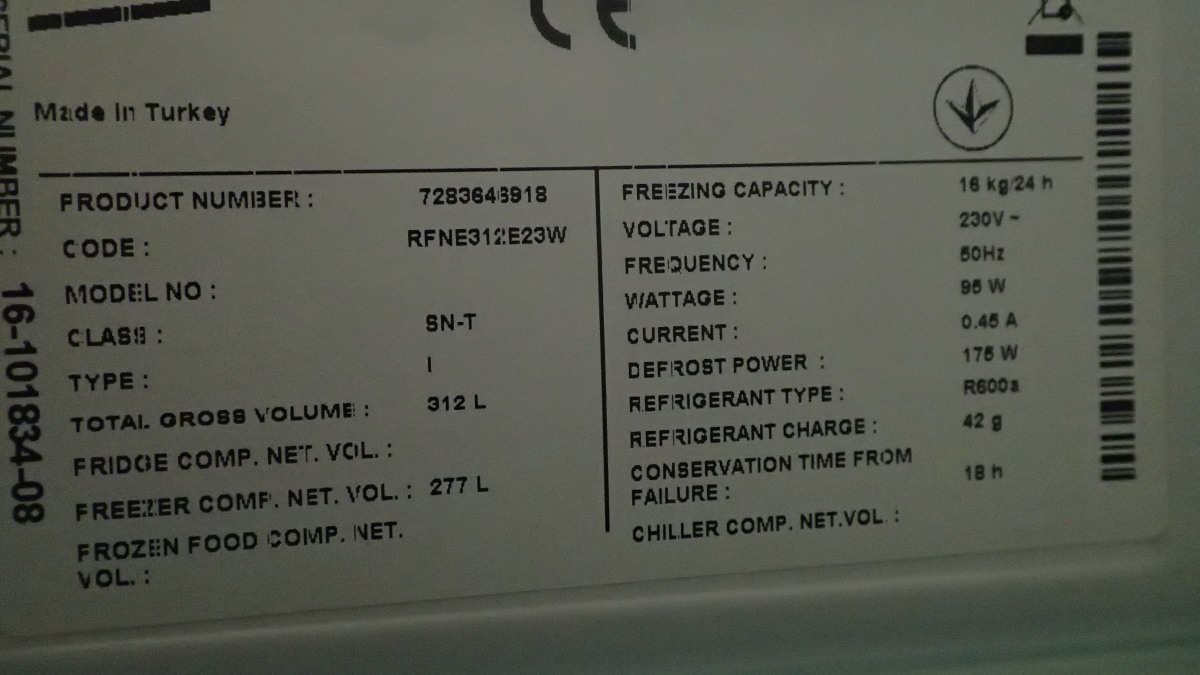 Made in Turkey
PRODUCT NUMBER : 7283646918
CODE : RFNE312E23W
MODEL NO :
CLASS : SN-T
TYPE : I
TOTAL GROSS VOLUME : 312 L
FRIDGE COMP. NET. VOL. :
FREEZER COMP. NET. VOL. : 277 L
FROZEN FOOD COMP. NET.
VOL. :
FREEZING CAPACITY : 16 kg/24 h
VOLTAGE : 230V ~
FREQUENCY : 50Hz
WATTAGE : 95 W
CURRENT : 0.45 A
DEFROST POWER : 175 W
REFRIGERANT TYPE : R600a
REFRIGERANT CHARGE : 42 g
CONSERVATION TIME FROM
FAILURE : 18 h
CHILLER COMP. NET.VOL. :
SERIAL NUMBER : 16-101834-08